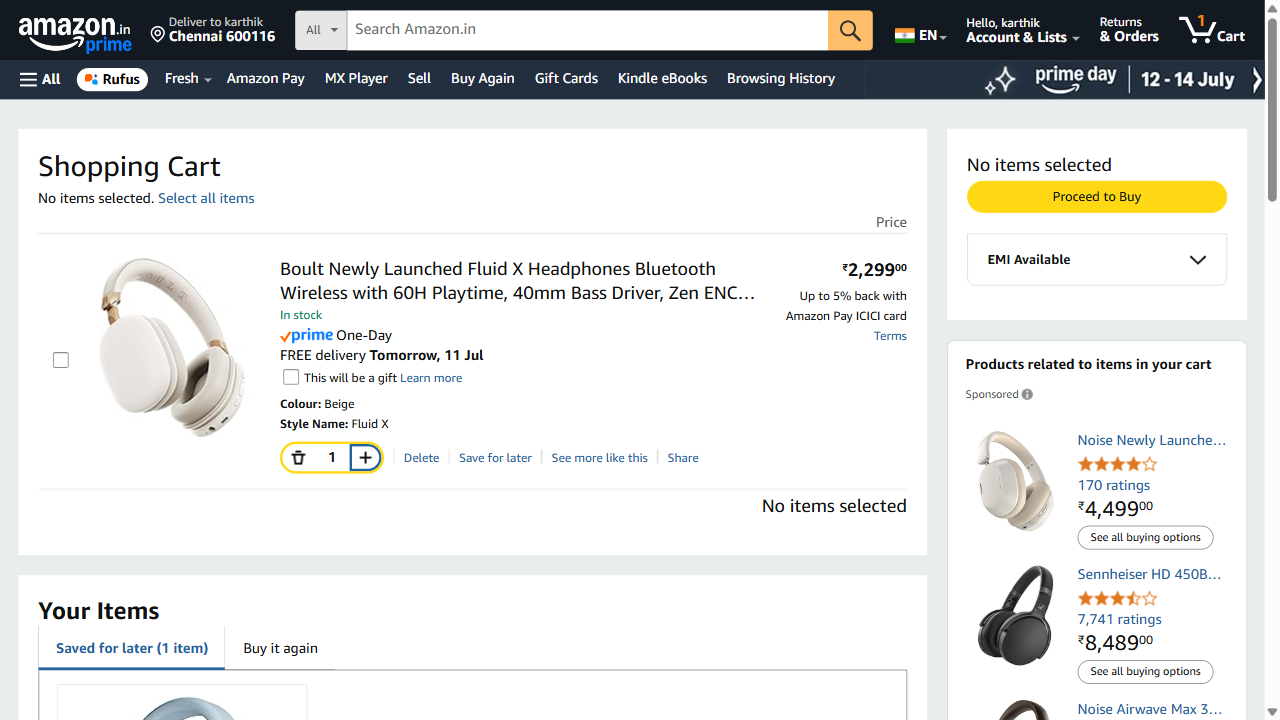 amazon.in
prime
Deliver to karthik
Chennai 600116
All
Search Amazon.in
EN
Hello, karthik
Account & Lists
Returns
& Orders
1
Cart
All
Rufus
Fresh
Amazon Pay
MX Player
Sell
Buy Again
Gift Cards
Kindle eBooks
Browsing History
prime day
12 - 14 July
Shopping Cart
No items selected. Select all items
Price
Boult Newly Launched Fluid X Headphones Bluetooth
Wireless with 60H Playtime, 40mm Bass Driver, Zen ENC…
In stock
prime One-Day
FREE delivery Tomorrow, 11 Jul
This will be a gift Learn more
Colour: Beige
Style Name: Fluid X
1
Delete
Save for later
See more like this
Share
₹2,29900
Up to 5% back with
Amazon Pay ICICI card
Terms
No items selected
Your Items
Saved for later (1 item)
Buy it again
No items selected
Proceed to Buy
EMI Available
Products related to items in your cart
Sponsored
Noise Newly Launche…
170 ratings
₹4,49900
See all buying options
Sennheiser HD 450B…
7,741 ratings
₹8,48900
See all buying options
Noise Airwave Max 3…